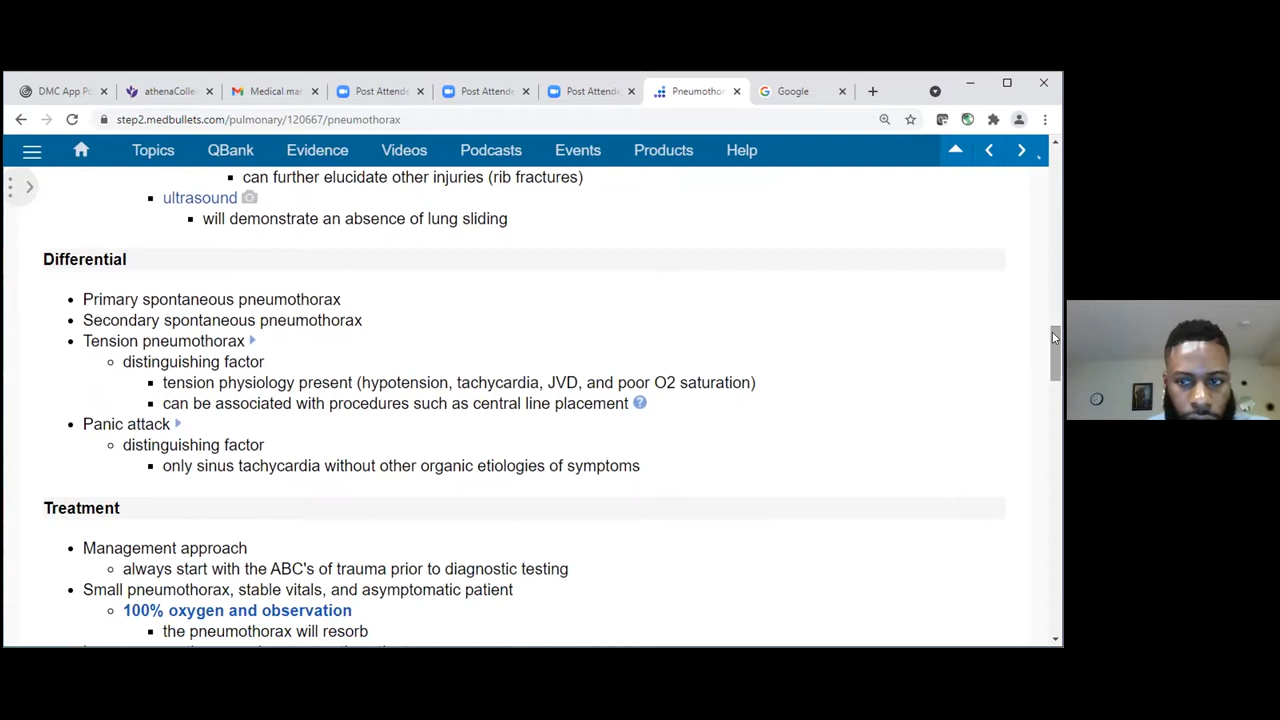 DMC App Po
athenaColle
Medical mar
Post Attende
Post Attende
Post Attende
Pneumothor
Google
step2.medbullets.com/pulmonary/120667/pneumothorax
Topics
QBank
Evidence
Videos
Podcasts
Events
Products
Help
can further elucidate other injuries (rib fractures)
ultrasound
will demonstrate an absence of lung sliding
Differential
Primary spontaneous pneumothorax
Secondary spontaneous pneumothorax
Tension pneumothorax
distinguishing factor
tension physiology present (hypotension, tachycardia, JVD, and poor O2 saturation)
can be associated with procedures such as central line placement
Panic attack
distinguishing factor
only sinus tachycardia without other organic etiologies of symptoms
Treatment
Management approach
always start with the ABC's of trauma prior to diagnostic testing
Small pneumothorax, stable vitals, and asymptomatic patient
100% oxygen and observation
the pneumothorax will resorb